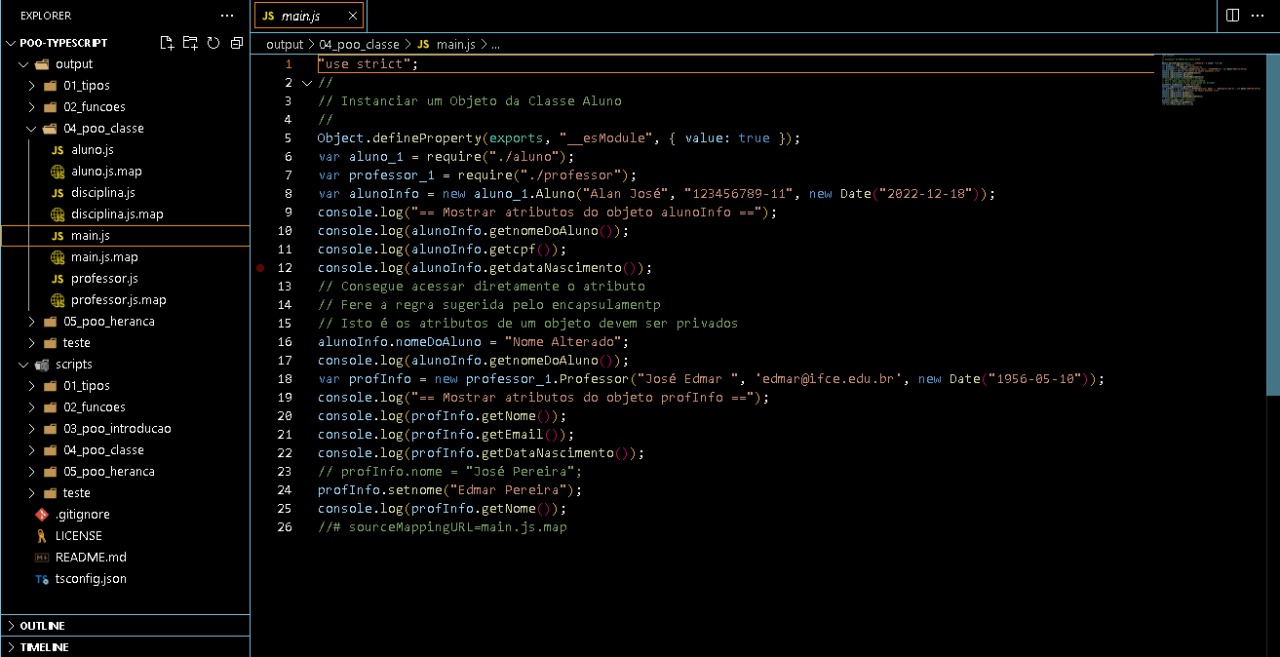 EXPLORER
POO-TYPESCRIPT
output
01_tipos
02_funcoes
04_poo_classe
JS aluno.js
aluno.js.map
JS disciplina.js
disciplina.js.map
JS main.js
main.js.map
JS professor.js
professor.js.map
05_poo_heranca
teste
scripts
01_tipos
02_funcoes
03_poo_introducao
04_poo_classe
05_poo_heranca
teste
.gitignore
LICENSE
README.md
TS tsconfig.json
OUTLINE
TIMELINE
JS main.js
output > 04_poo_classe > JS main.js > ...
1 "use strict";
2 //
3 // Instanciar um Objeto da Classe Aluno
4 //
5 Object.defineProperty(exports, "__esModule", { value: true });
6 var aluno_1 = require("./aluno");
7 var professor_1 = require("./professor");
8 var alunoInfo = new aluno_1.Aluno("Alan José", "123456789-11", new Date("2022-12-18"));
9 console.log("== Mostrar atributos do objeto alunoInfo ==");
10 console.log(alunoInfo.getnomeDoAluno());
11 console.log(alunoInfo.getcpf());
12 console.log(alunoInfo.getdataNascimento());
13 // Consegue acessar diretamente o atributo
14 // Fere a regra sugerida pelo encapsulamentp
15 // Isto é os atributos de um objeto devem ser privados
16 alunoInfo.nomeDoAluno = "Nome Alterado";
17 console.log(alunoInfo.getnomeDoAluno());
18 var profInfo = new professor_1.Professor("José Edmar ", 'edmar@ifce.edu.br', new Date("1956-05-10"));
19 console.log("== Mostrar atributos do objeto profInfo ==");
20 console.log(profInfo.getNome());
21 console.log(profInfo.getEmail());
22 console.log(profInfo.getDataNascimento());
23 // profInfo.nome = "José Pereira";
24 profInfo.setnome("Edmar Pereira");
25 console.log(profInfo.getNome());
26 //# sourceMappingURL=main.js.map